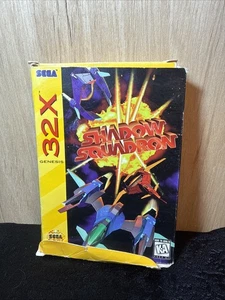 SEGA
GENESIS
32X
SHADOW
SQUADRON
SEGA
K-A